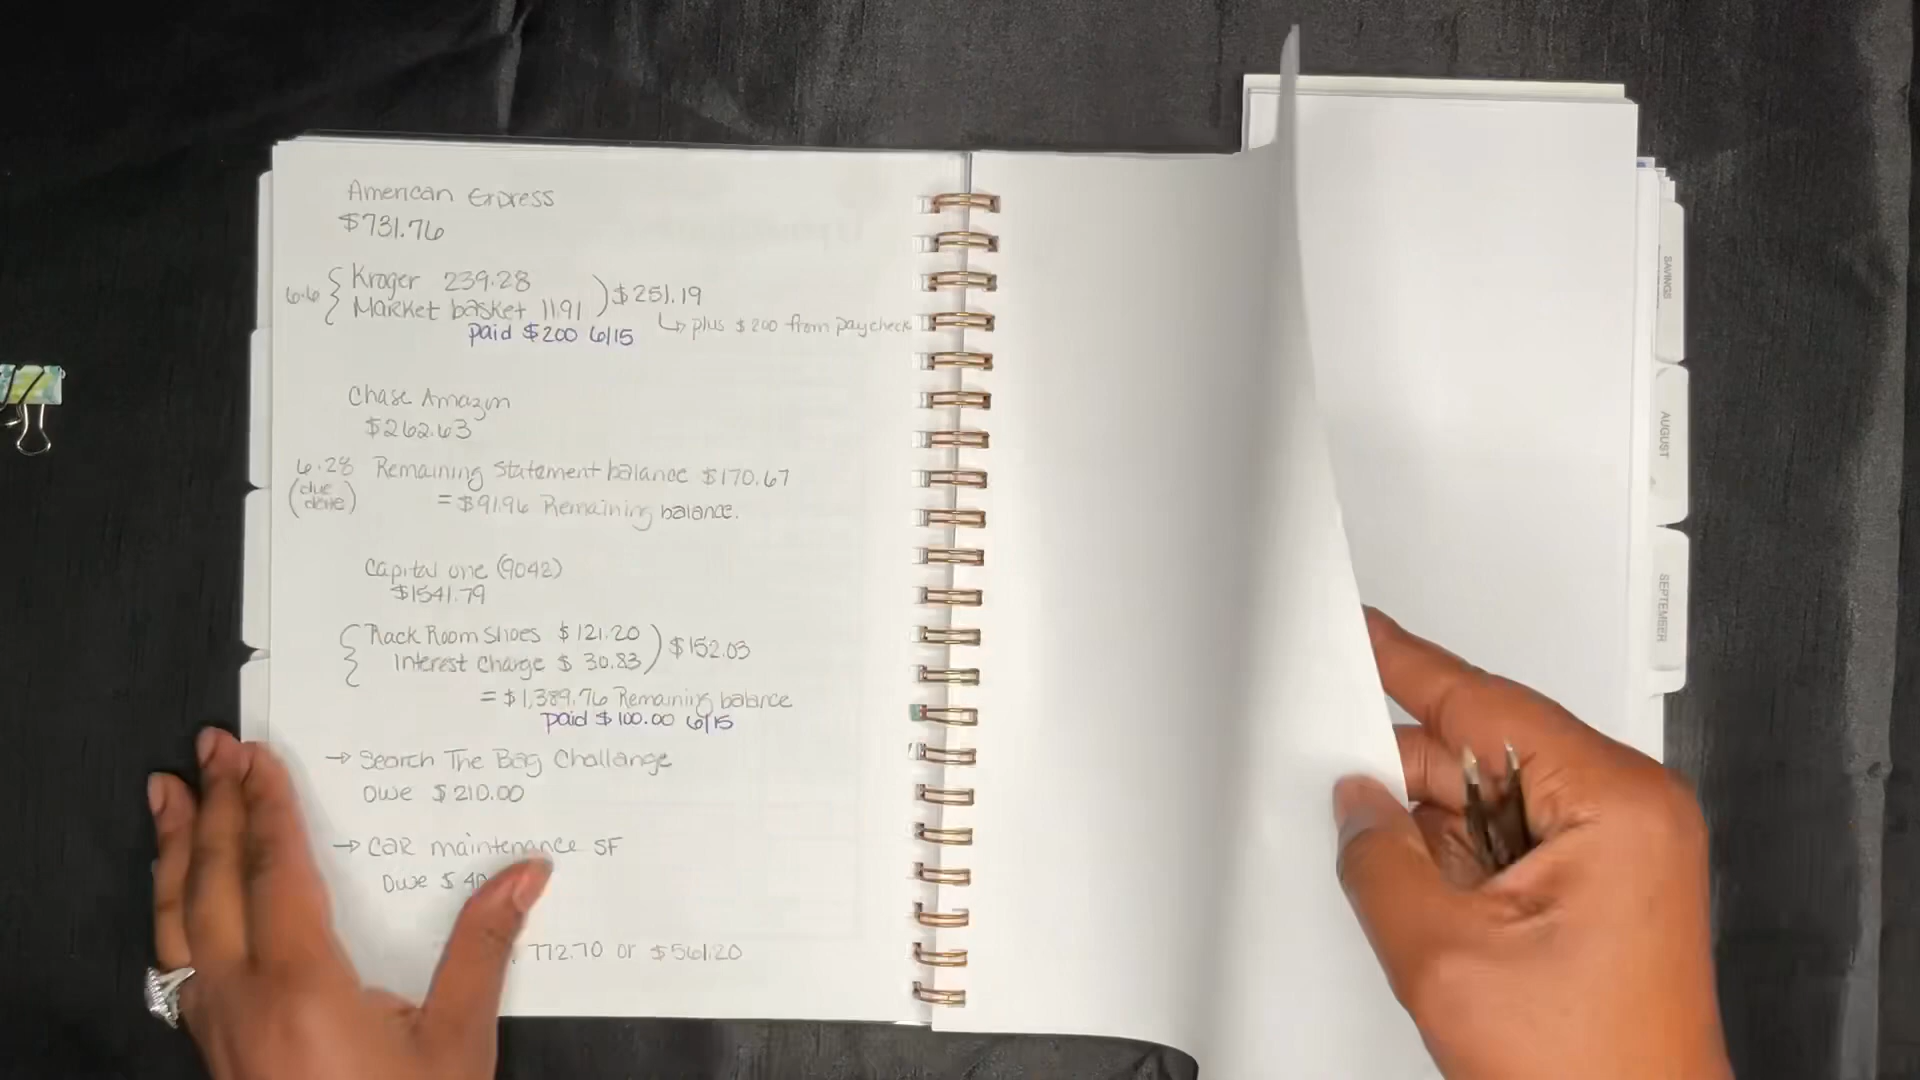 American Express
$731.76
6.6 { Kroger 239.28
Market basket 11.91 ) $251.19
↳ plus $200 from paycheck
paid $200 6/15
Chase Amazon
$262.63
6.28 Remaining Statement balance $170.67
(due date)
= $91.96 Remaining balance.
Capital one (9042)
$1541.79
{ Rack Room Shoes $121.20
Interest Charge $30.83 ) $152.03
= $1,389.76 Remaining balance
paid $100.00 6/15
→ Search The Bag Challange
owe $210.00
→ Car maintenance SF
Owe $
772.70 or $561.20
SAVINGS
AUGUST
SEPTEMBER